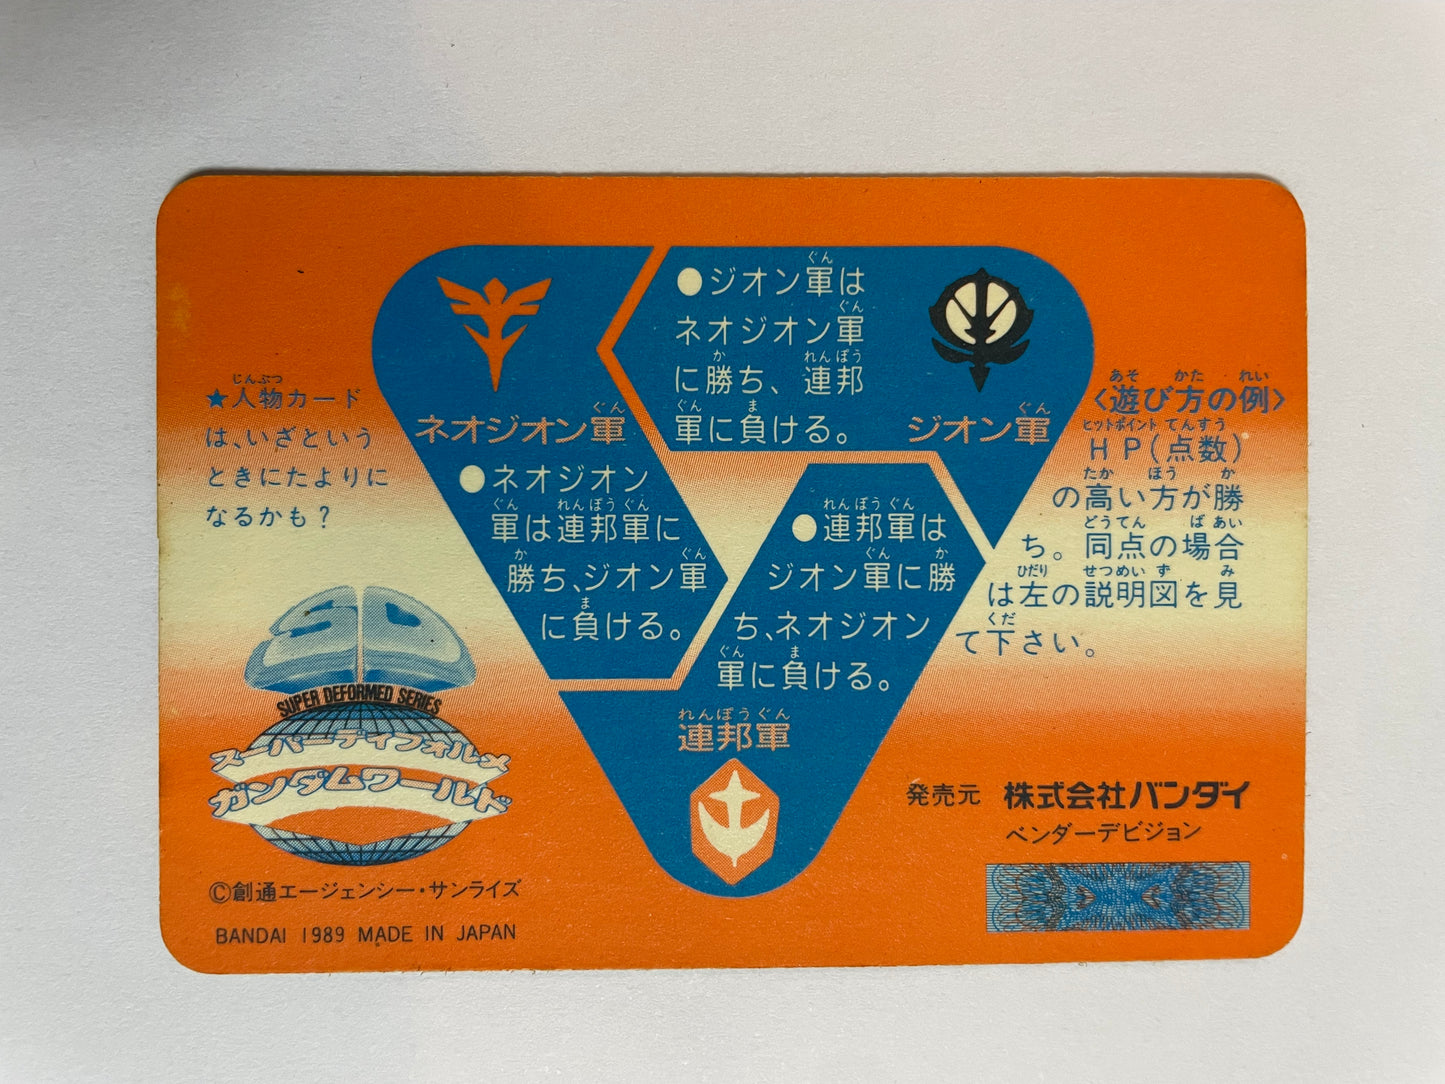 ★人物カード
は、いざという
ときにたよりに
なるかも？
ネオジオン軍
●ネオジオン
軍は連邦軍に
勝ち、ジオン軍
に負ける。
●ジオン軍は
ネオジオン軍
に勝ち、連邦
軍に負ける。
ジオン軍
●連邦軍は
ジオン軍に勝
ち、ネオジオン
軍に負ける。
連邦軍
<遊び方の例>
HP(点数)
の高い方が勝
ち。同点の場合
は左の説明図を見
て下さい。
SUPER DEFORMED SERIES
スーパーディフォルメ
ガンダムワールド
©創通エージェンシー・サンライズ
BANDAI 1989 MADE IN JAPAN
発売元 株式会社バンダイ
ベンダーデビジョン